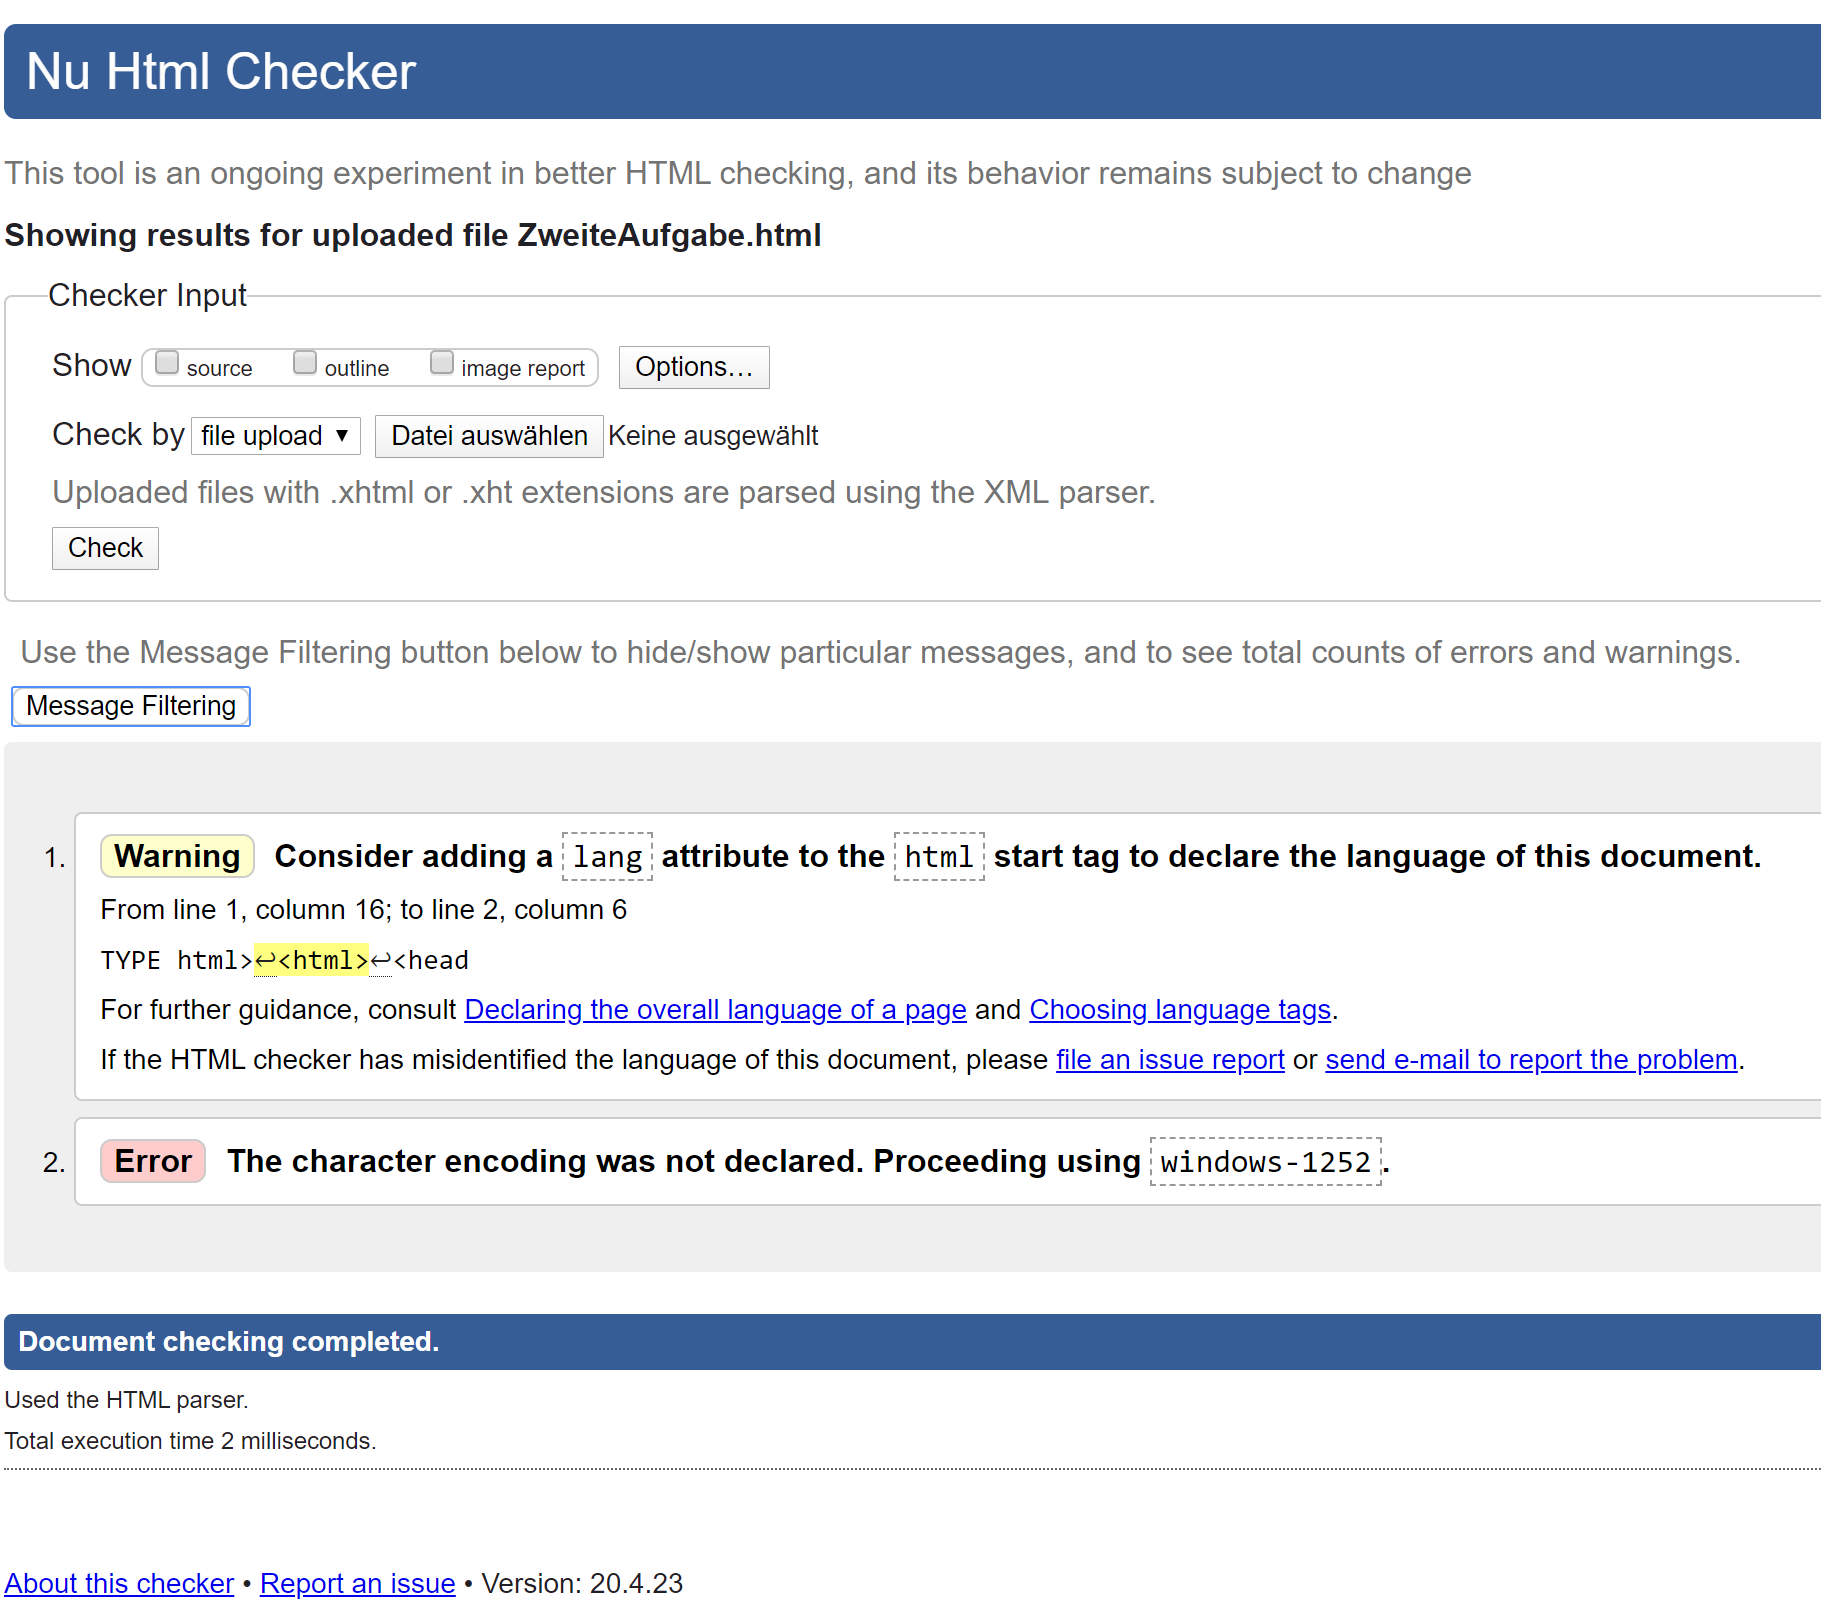 Nu Html Checker
This tool is an ongoing experiment in better HTML checking, and its behavior remains subject to change
Showing results for uploaded file ZweiteAufgabe.html
Checker Input
Show source outline image report Options…
Check by file upload ▼ Datei auswählen Keine ausgewählt
Uploaded files with .xhtml or .xht extensions are parsed using the XML parser.
Check
Use the Message Filtering button below to hide/show particular messages, and to see total counts of errors and warnings.
Message Filtering
1. Warning Consider adding a lang attribute to the html start tag to declare the language of this document.
From line 1, column 16; to line 2, column 6
TYPE html>↩<html>↩<head
For further guidance, consult Declaring the overall language of a page and Choosing language tags.
If the HTML checker has misidentified the language of this document, please file an issue report or send e-mail to report the problem.
2. Error The character encoding was not declared. Proceeding using windows-1252.
Document checking completed.
Used the HTML parser.
Total execution time 2 milliseconds.
About this checker • Report an issue • Version: 20.4.23